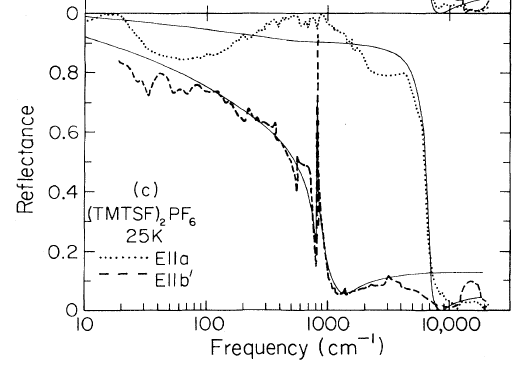 0
0.8
0.6
0.4
0.2
0
Reflectance
(c)
(TMTSF)₂PF₆
25K
E||a
E||b′
10
100
1000
10,000
Frequency (cm⁻¹)